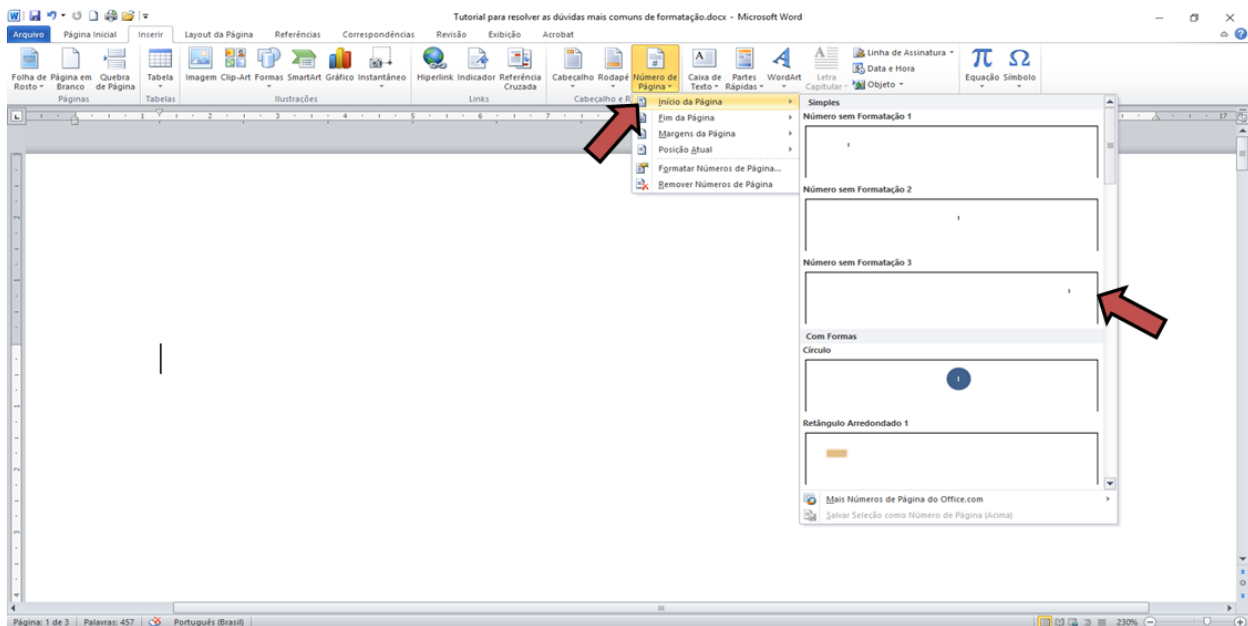 Tutorial para resolver as dúvidas mais comuns de formatação.docx - Microsoft Word
Arquivo Página Inicial Inserir Layout da Página Referências Correspondências Revisão Exibição Acrobat
Folha de Rosto
Página em Branco
Quebra de Página
Tabela
Imagem
Clip-Art
Formas
SmartArt
Gráfico
Instantâneo
Hiperlink
Indicador
Referência Cruzada
Cabeçalho
Rodapé
Número de Página
Caixa de Texto
Partes Rápidas
WordArt
Letra Capitular
Linha de Assinatura
Data e Hora
Objeto
Equação
Símbolo
Páginas
Tabelas
Ilustrações
Links
Cabeçalho e R
Início da Página
Fim da Página
Margens da Página
Posição Atual
Formatar Números de Página...
Remover Números de Página
Simples
Número sem Formatação 1
Número sem Formatação 2
Número sem Formatação 3
Com Formas
Círculo
Retângulo Arredondado 1
Mais Números de Página do Office.com
Salvar Seleção como Número de Página (Acima)
Página: 1 de 3 Palavras: 457 Português (Brasil) 230%